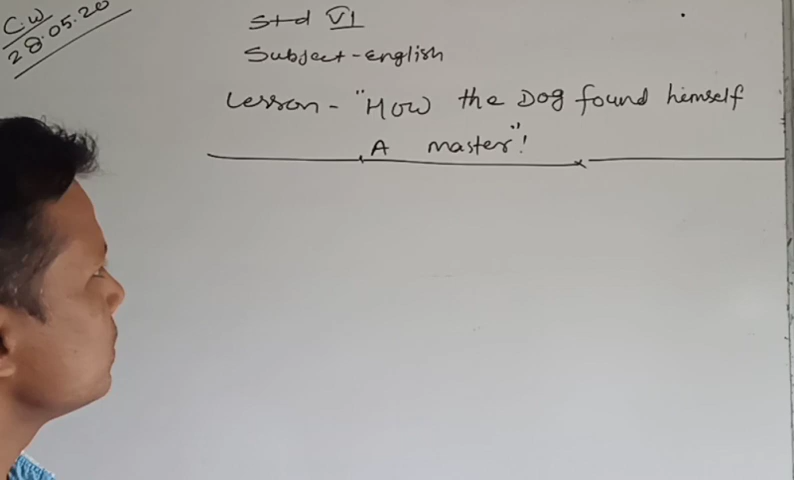 C.W
28.05.20
Std VI
Subject-English
Lesson - "How the Dog found himself
A master"!